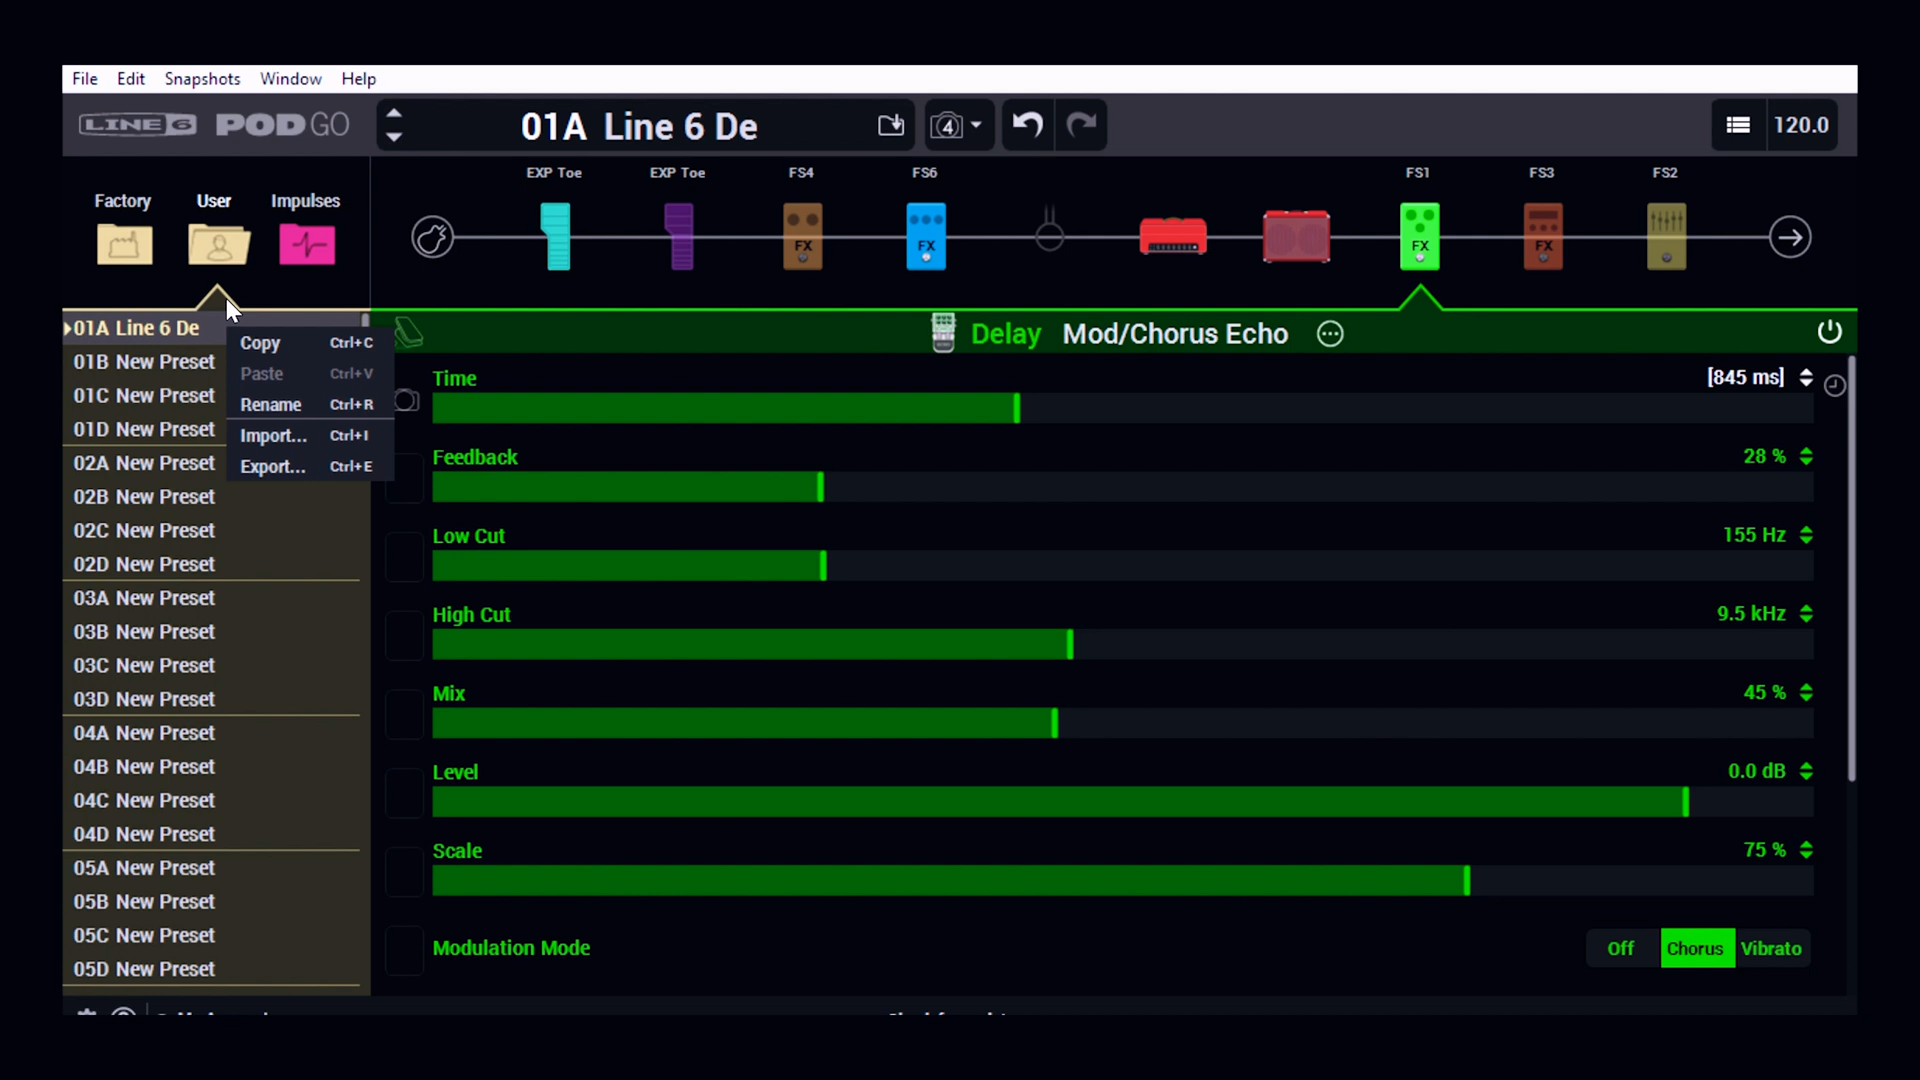 File Edit Snapshots Window Help
LINE 6 POD GO 01A Line 6 De 4 120.0
EXP Toe EXP Toe FS4 FS6 FS1 FS3 FS2
Factory User Impulses
FX FX FX FX
01A Line 6 De
01B New Preset
01C New Preset
01D New Preset
02A New Preset
02B New Preset
02C New Preset
02D New Preset
03A New Preset
03B New Preset
03C New Preset
03D New Preset
04A New Preset
04B New Preset
04C New Preset
04D New Preset
05A New Preset
05B New Preset
05C New Preset
05D New Preset
Copy Ctrl+C
Paste Ctrl+V
Rename Ctrl+R
Import... Ctrl+I
Export... Ctrl+E
Delay Mod/Chorus Echo
Time [845 ms]
Feedback 28 %
Low Cut 155 Hz
High Cut 9.5 kHz
Mix 45 %
Level 0.0 dB
Scale 75 %
Modulation Mode Off Chorus Vibrato